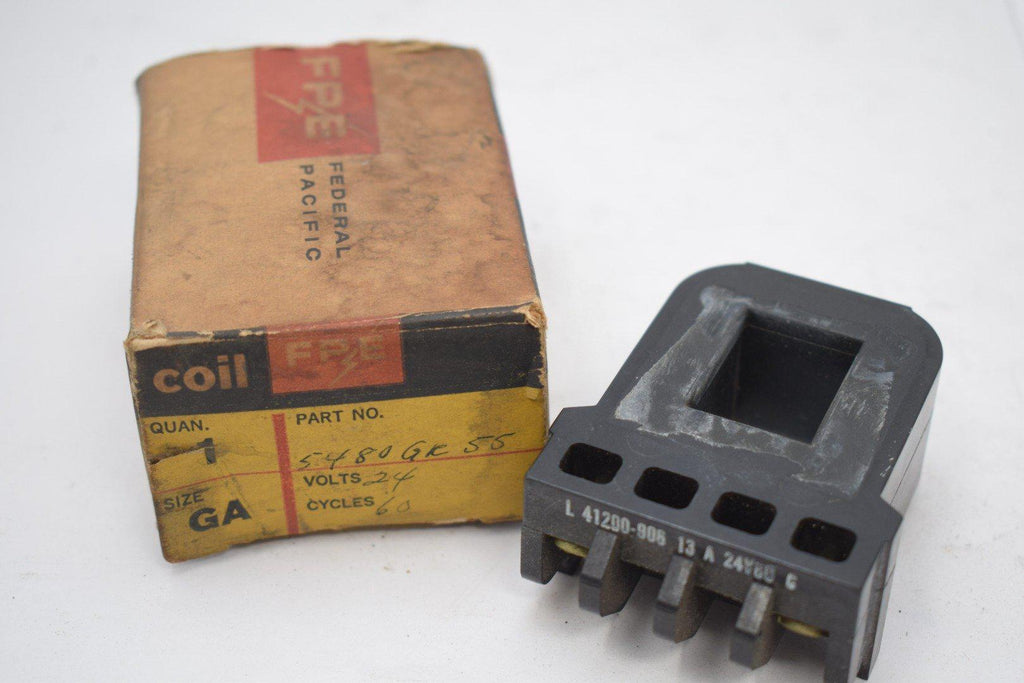 FPE
FEDERAL
PACIFIC
coil FPE
QUAN. PART NO.
1 5480 GK 55
VOLTS 24
SIZE CYCLES 60
GA
L 41200-906 13 A 24V60 C